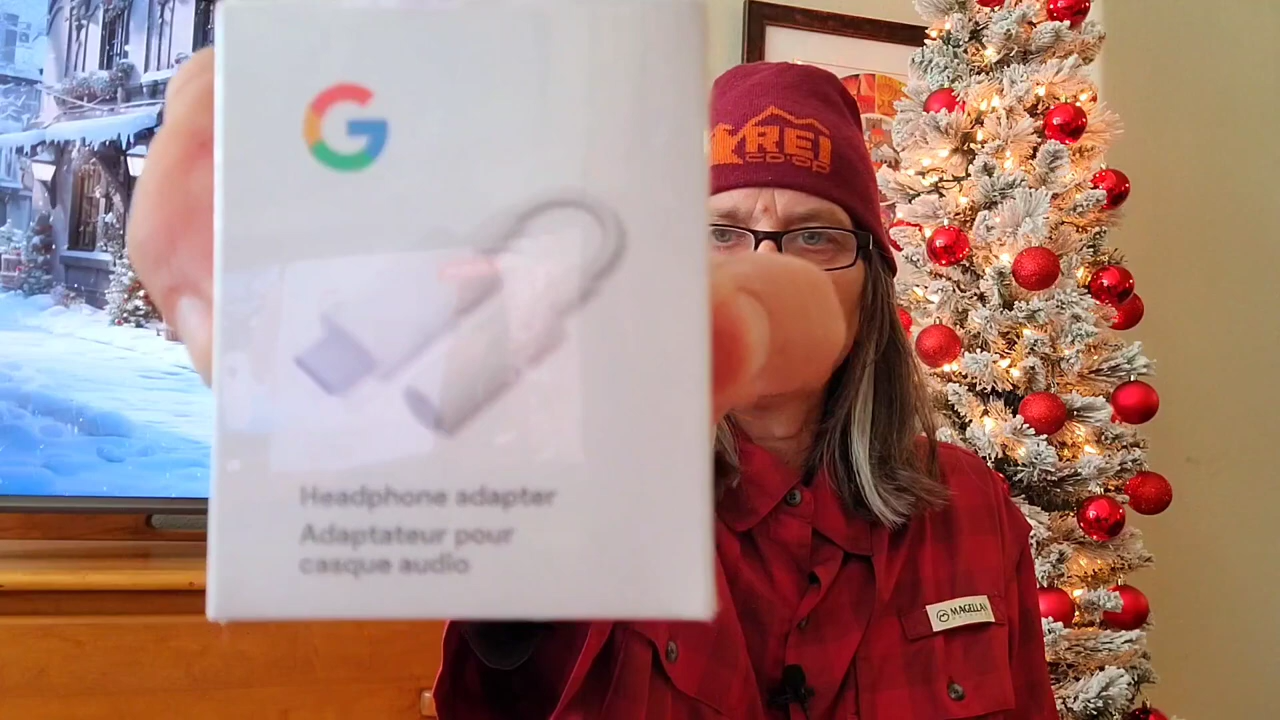 G
Headphone adapter
Adaptateur pour
casque audio
REI
CO·OP
MAGELLAN